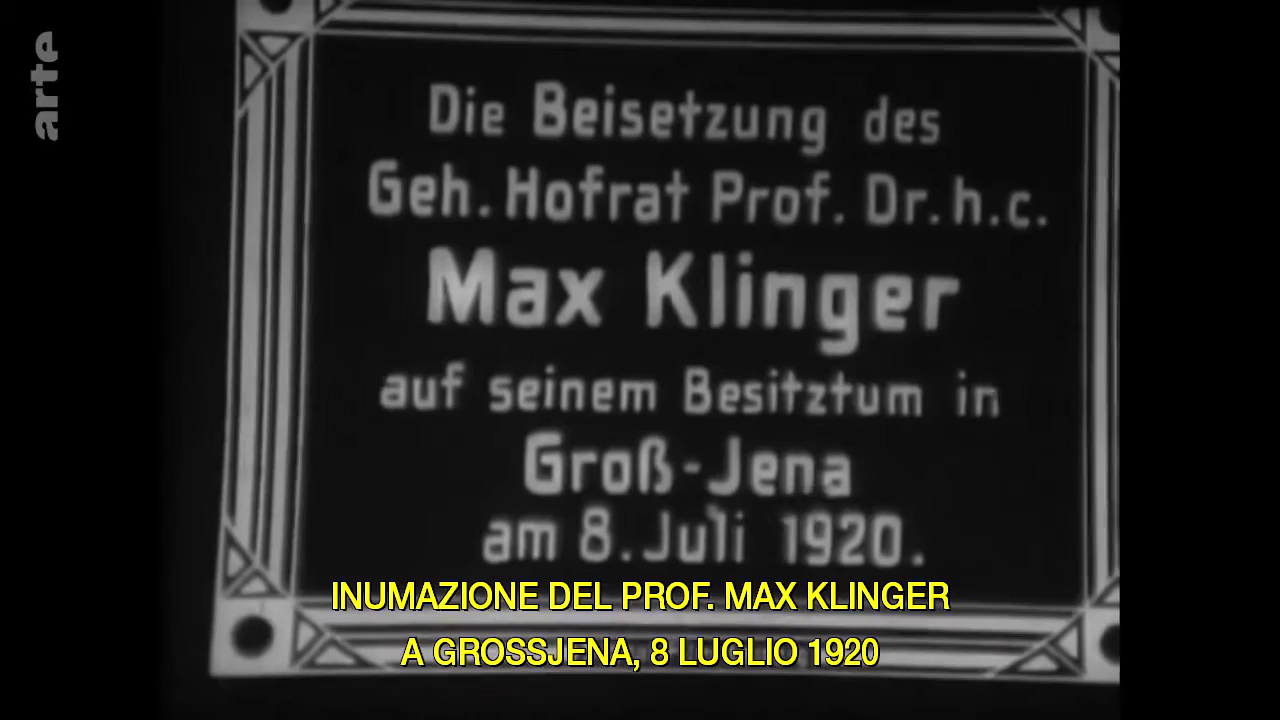 arte
Die Beisetzung des
Geh. Hofrat Prof. Dr. h. c.
Max Klinger
auf seinem Besitztum in
Groß-Jena
am 8. Juli 1920.
INUMAZIONE DEL PROF. MAX KLINGER
A GROSSJENA, 8 LUGLIO 1920